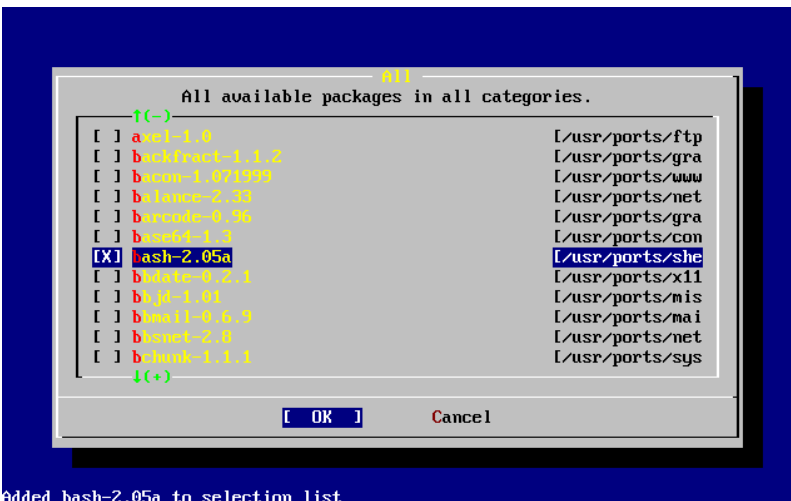 All
All available packages in all categories.
↑(-)
[ ] axel-1.0 [/usr/ports/ftp
[ ] backfract-1.1.2 [/usr/ports/gra
[ ] bacon-1.071999 [/usr/ports/www
[ ] balance-2.33 [/usr/ports/net
[ ] barcode-0.96 [/usr/ports/gra
[ ] base64-1.3 [/usr/ports/con
[X] bash-2.05a [/usr/ports/she
[ ] bbdate-0.2.1 [/usr/ports/x11
[ ] bbjd-1.01 [/usr/ports/mis
[ ] bbmail-0.6.9 [/usr/ports/mai
[ ] bbsnet-2.8 [/usr/ports/net
[ ] bchunk-1.1.1 [/usr/ports/sys
↓(+)
[ OK ] Cancel
Added bash-2.05a to selection list